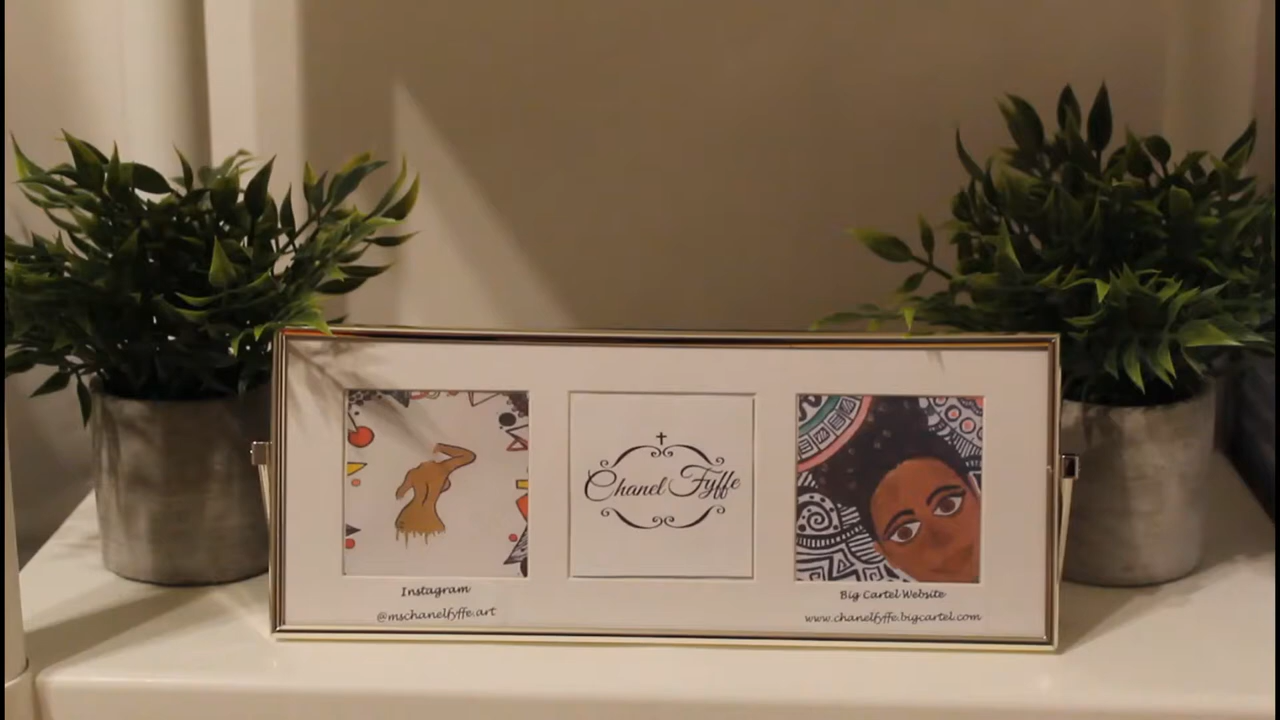 Chanel Fyffe
Instagram
@mschanelfyffe.art
Big Cartel Website
www.chanelfyffe.bigcartel.com